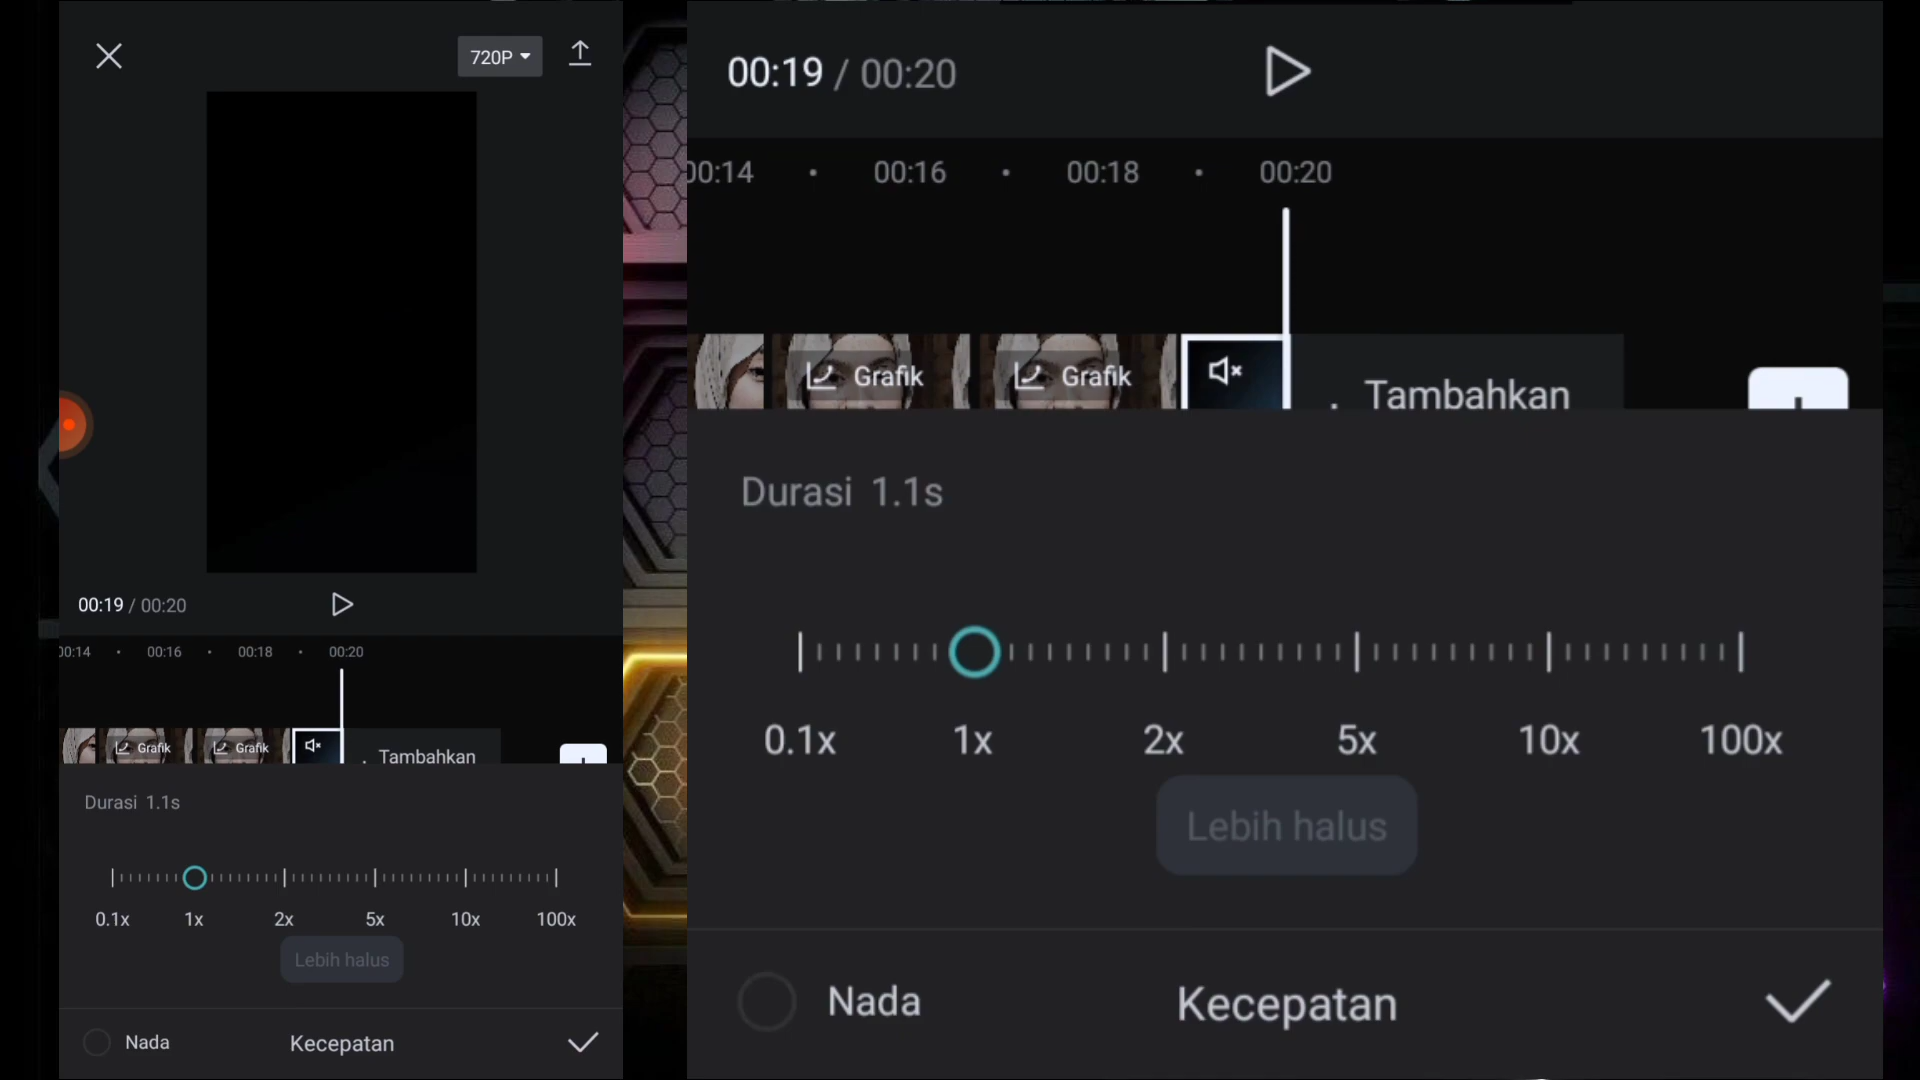 720P
00:19 / 00:20
00:14 00:16 00:18 00:20
Grafik Grafik
Tambahkan
Durasi 1.1s
0.1x 1x 2x 5x 10x 100x
Lebih halus
Nada Kecepatan
00:19 / 00:20
00:14 00:16 00:18 00:20
Grafik Grafik
Tambahkan
Durasi 1.1s
0.1x 1x 2x 5x 10x 100x
Lebih halus
Nada Kecepatan